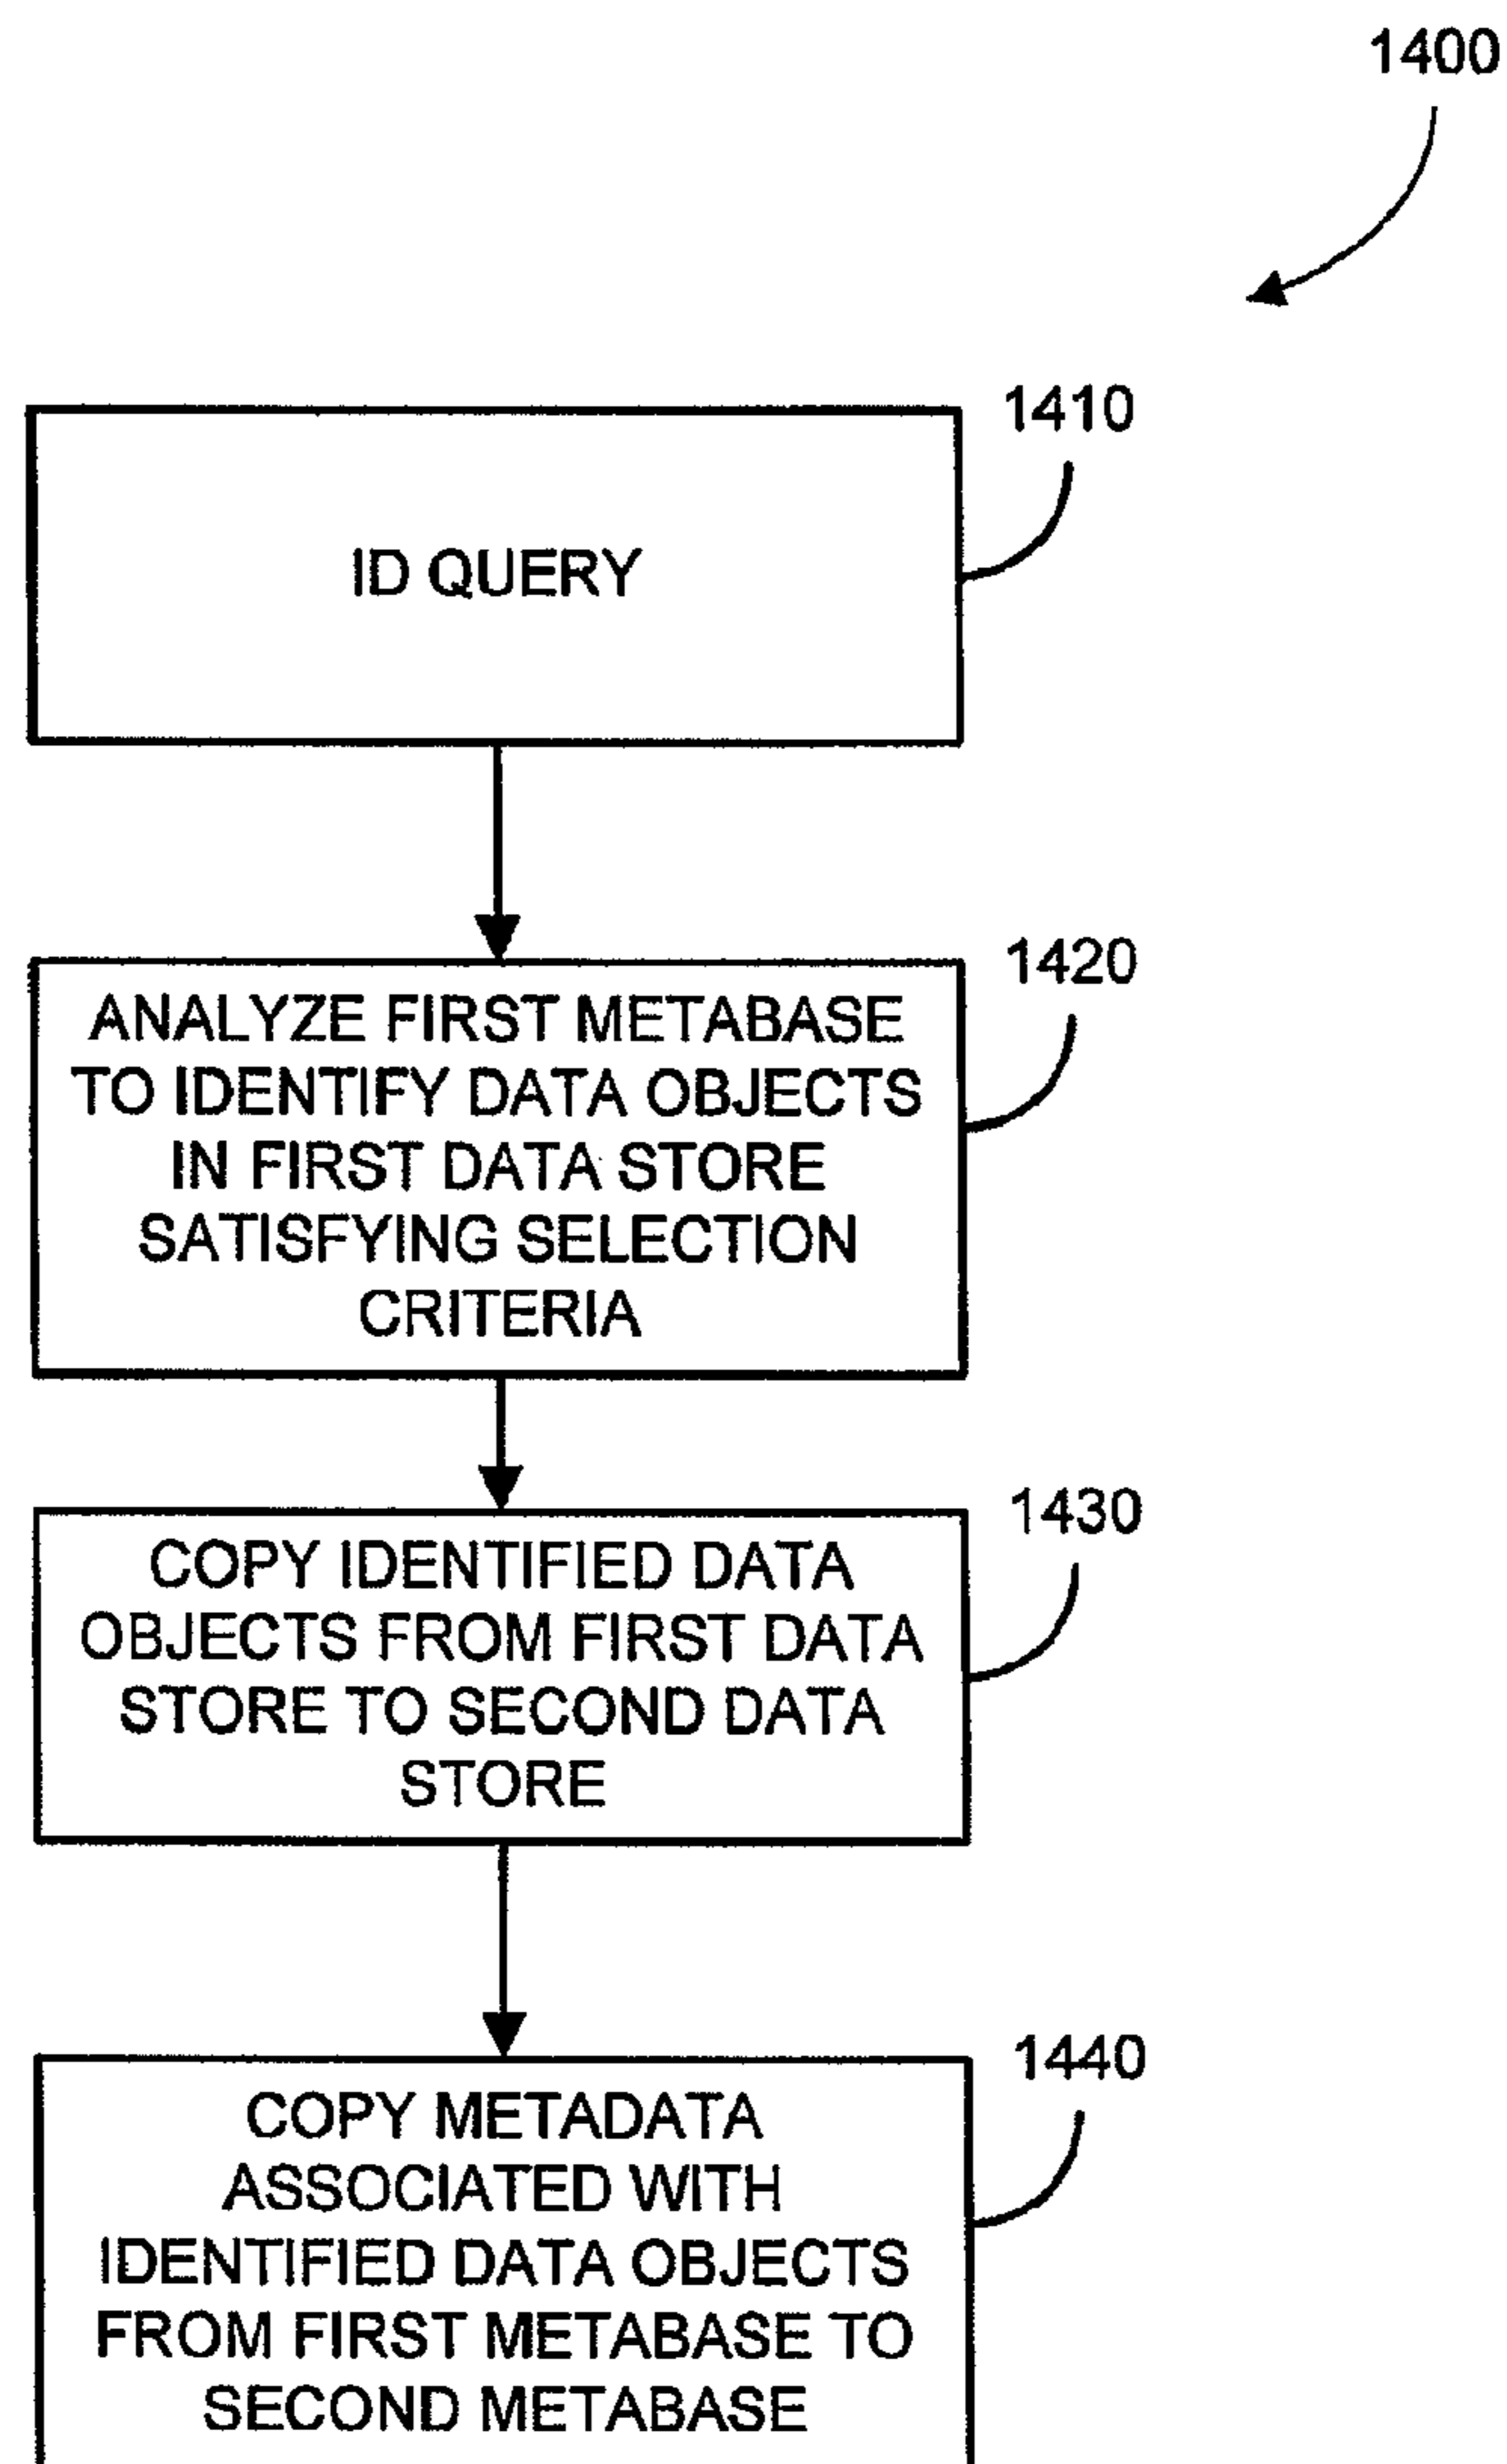 1400
1410
ID QUERY
1420
ANALYZE FIRST METABASE
TO IDENTIFY DATA OBJECTS
IN FIRST DATA STORE
SATISFYING SELECTION
CRITERIA
1430
COPY IDENTIFIED DATA
OBJECTS FROM FIRST DATA
STORE TO SECOND DATA
STORE
1440
COPY METADATA
ASSOCIATED WITH
IDENTIFIED DATA OBJECTS
FROM FIRST METABASE TO
SECOND METABASE